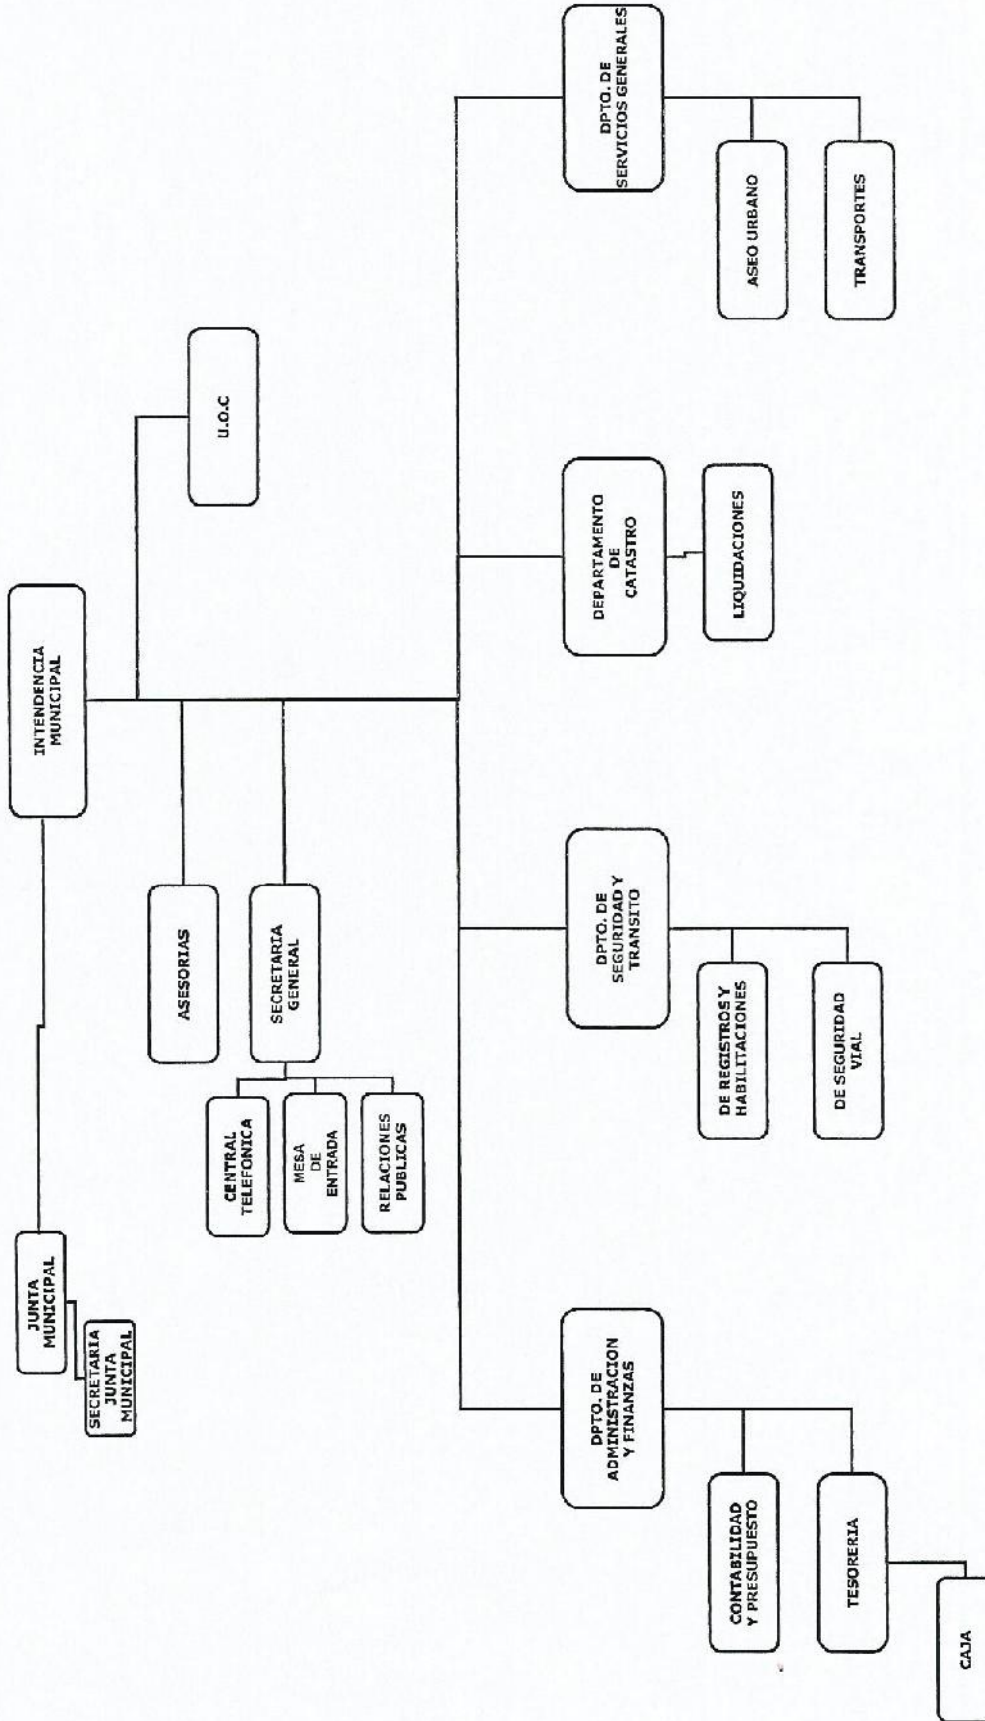 INTENDENCIA
MUNICIPAL
JUNTA
MUNICIPAL
SECRETARIA
JUNTA
MUNICIPAL
U.O.C
ASESORIAS
SECRETARIA
GENERAL
CENTRAL
TELEFONICA
MESA
DE
ENTRADA
RELACIONES
PUBLICAS
DPTO. DE
ADMINISTRACION
Y FINANZAS
CONTABILIDAD
Y PRESUPUESTO
TESORERIA
CAJA
DPTO. DE
SEGURIDAD Y
TRANSITO
DE REGISTROS Y
HABILITACIONES
DE SEGURIDAD
VIAL
DEPARTAMENTO
DE
CATASTRO
LIQUIDACIONES
DPTO. DE
SERVICIOS GENERALES
ASEO URBANO
TRANSPORTES